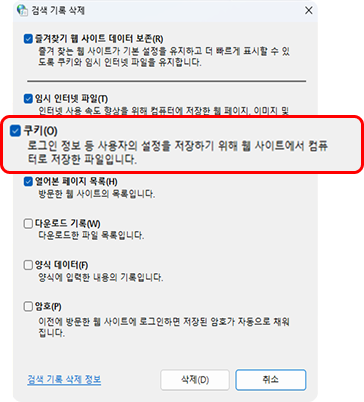 검색 기록 삭제
즐겨찾기 웹 사이트 데이터 보존(R)
즐겨 찾는 웹 사이트가 기본 설정을 유지하고 더 빠르게 표시할 수 있
도록 쿠키와 임시 인터넷 파일을 유지합니다.
임시 인터넷 파일(T)
인터넷 사용 속도 향상을 위해 컴퓨터에 저장한 웹 페이지, 이미지 및
쿠키(O)
로그인 정보 등 사용자의 설정을 저장하기 위해 웹 사이트에서 컴퓨
터로 저장한 파일입니다.
열어본 페이지 목록(H)
방문한 웹 사이트의 목록입니다.
다운로드 기록(W)
다운로드한 파일 목록입니다.
양식 데이터(F)
양식에 입력한 내용의 기록입니다.
암호(P)
이전에 방문한 웹 사이트에 로그인하면 저장된 암호가 자동으로 채워
집니다.
검색 기록 삭제 정보
삭제(D)
취소